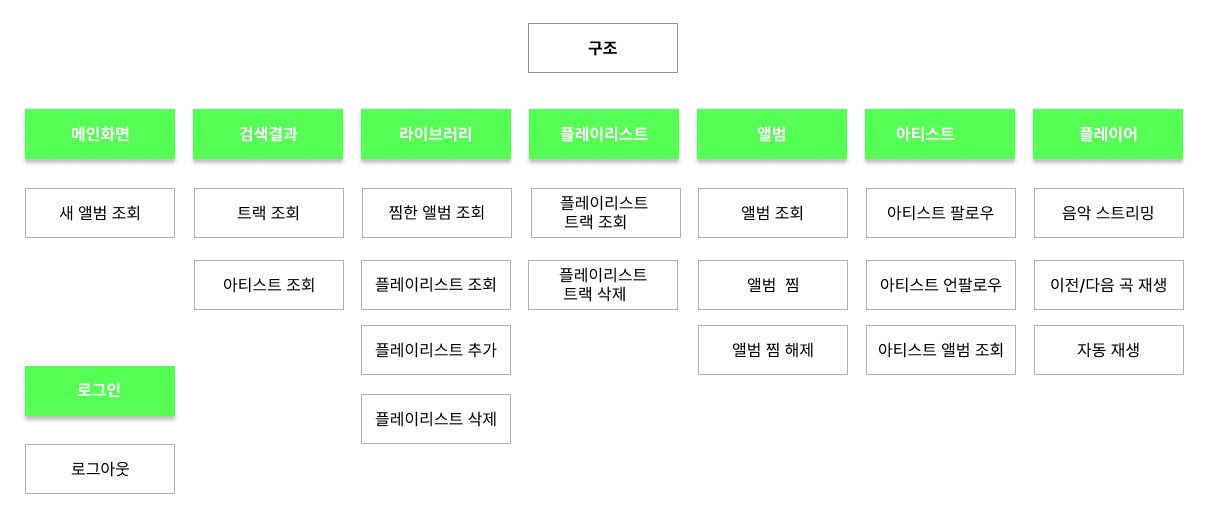 구조
메인화면
검색결과
라이브러리
플레이리스트
앨범
아티스트
플레이어
새 앨범 조회
트랙 조회
찜한 앨범 조회
플레이리스트
트랙 조회
앨범 조회
아티스트 팔로우
음악 스트리밍
아티스트 조회
플레이리스트 조회
플레이리스트
트랙 삭제
앨범  찜
아티스트 언팔로우
이전/다음 곡 재생
플레이리스트 추가
앨범 찜 해제
아티스트 앨범 조회
자동 재생
로그인
플레이리스트 삭제
로그아웃